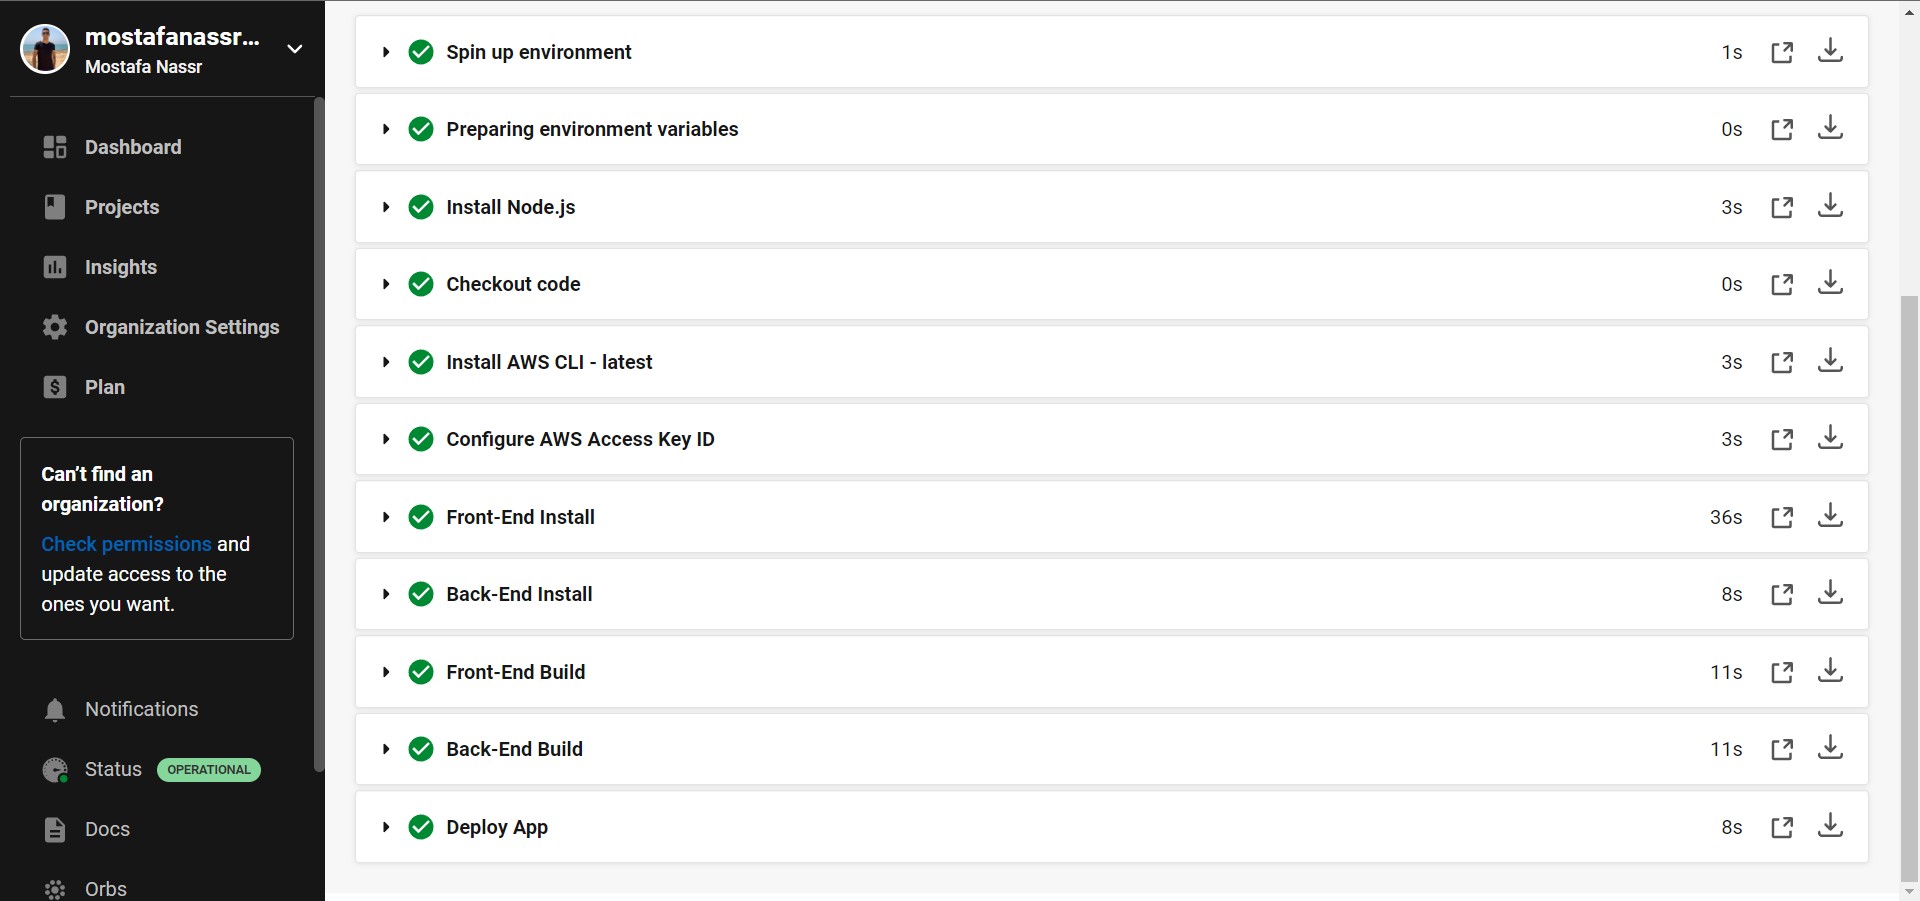 mostafanassr...
Mostafa Nassr
Dashboard
Projects
Insights
Organization Settings
Plan
Can't find an
organization?
Check permissions and
update access to the
ones you want.
Notifications
Status OPERATIONAL
Docs
Orbs
Spin up environment 1s
Preparing environment variables 0s
Install Node.js 3s
Checkout code 0s
Install AWS CLI - latest 3s
Configure AWS Access Key ID 3s
Front-End Install 36s
Back-End Install 8s
Front-End Build 11s
Back-End Build 11s
Deploy App 8s